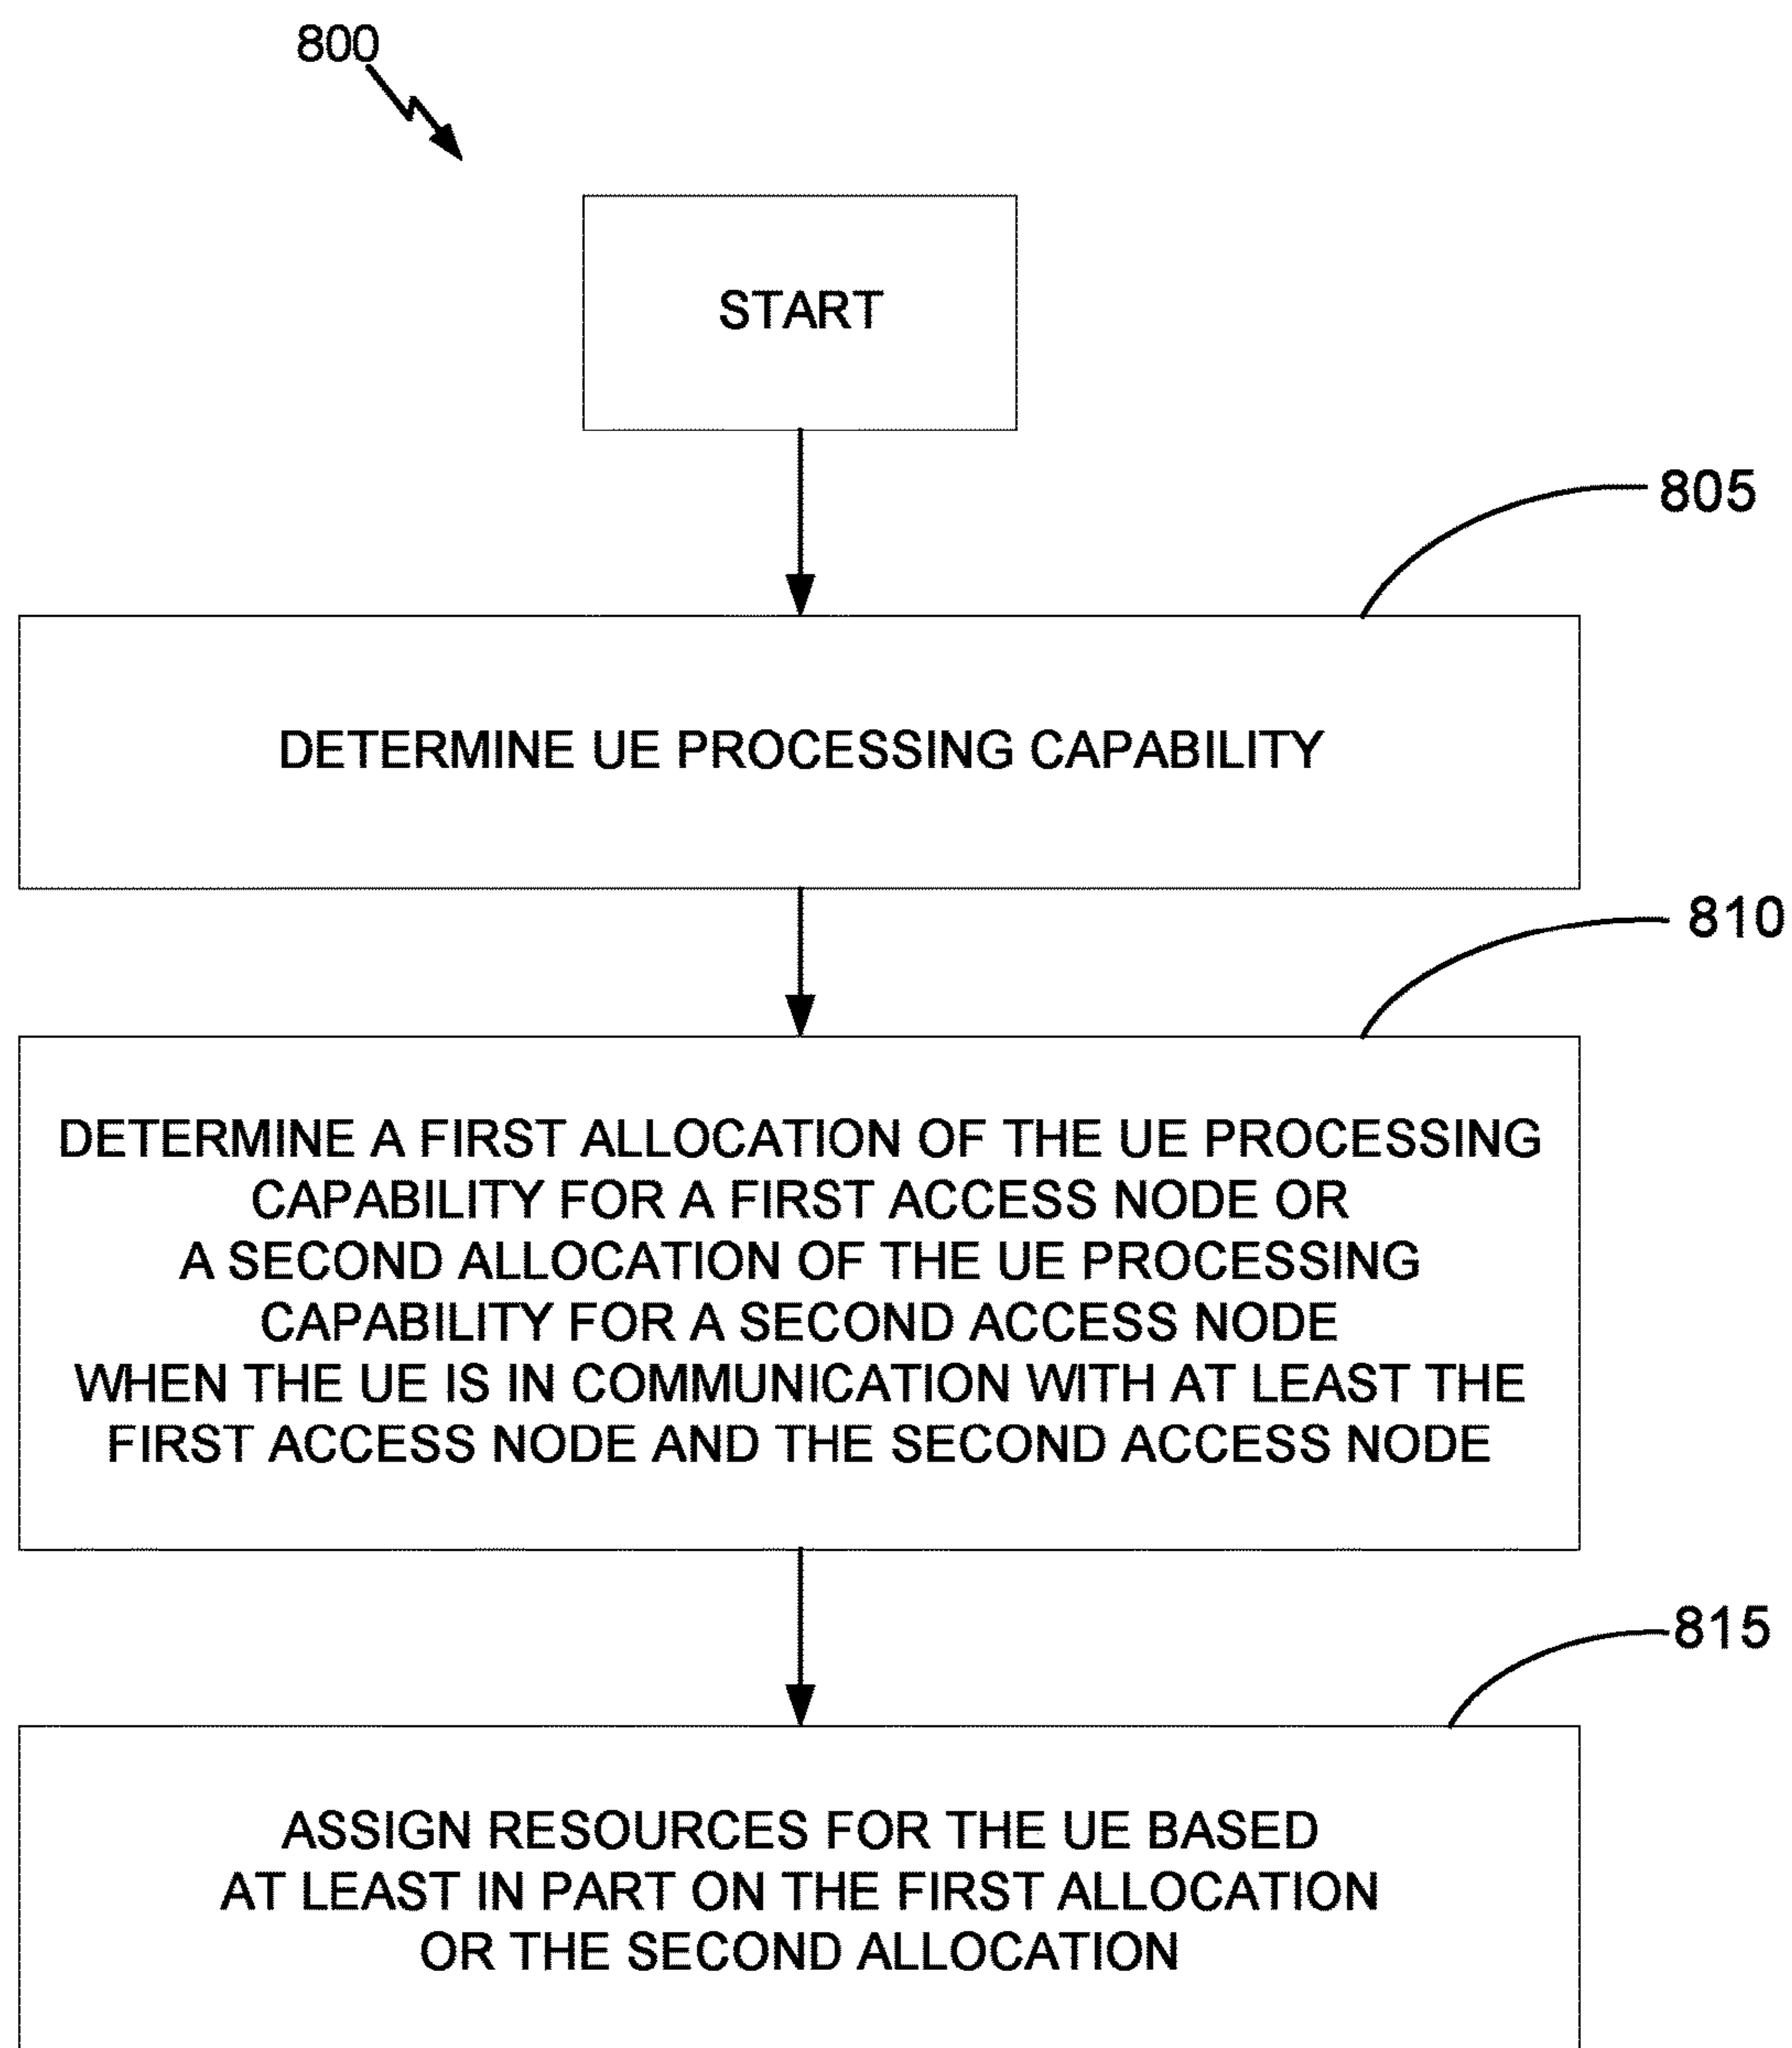 800
START
805
DETERMINE UE PROCESSING CAPABILITY
810
DETERMINE A FIRST ALLOCATION OF THE UE PROCESSING
CAPABILITY FOR A FIRST ACCESS NODE OR
A SECOND ALLOCATION OF THE UE PROCESSING
CAPABILITY FOR A SECOND ACCESS NODE
WHEN THE UE IS IN COMMUNICATION WITH AT LEAST THE
FIRST ACCESS NODE AND THE SECOND ACCESS NODE
815
ASSIGN RESOURCES FOR THE UE BASED
AT LEAST IN PART ON THE FIRST ALLOCATION
OR THE SECOND ALLOCATION